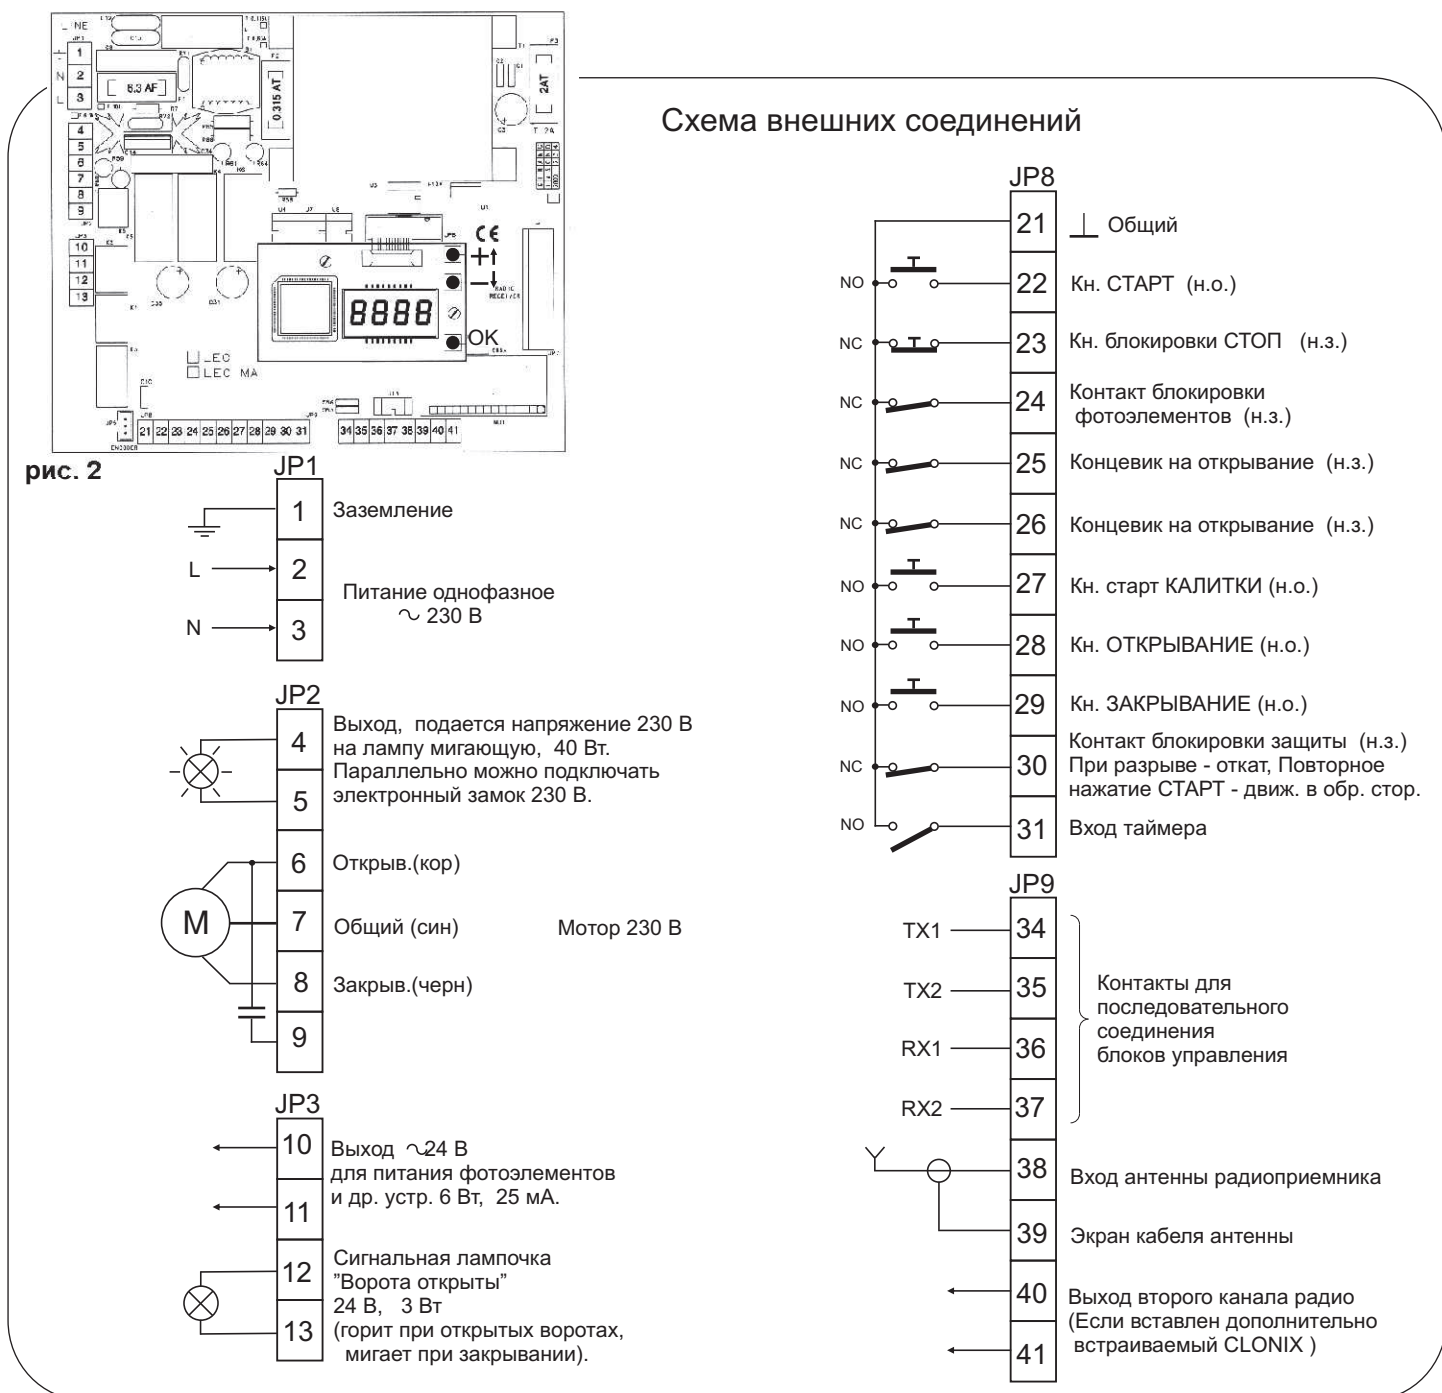 LINE
JP1
1
N 2
L 3
6.3 AF
0.315 AT
2AT
T 2A
4
5
6
7
8
9
10
11
12
13
CE
+
−
RADIO
RECEIVER
8888
OK
LEC
LEC MA
ENCODER
21 22 23 24 25 26 27 28 29 30 31
34 35 36 37 38 39 40 41
рис. 2
Схема внешних соединений
JP1
1 Заземление
L 2
Питание однофазное
~ 230 В
N 3
JP2
4 Выход, подается напряжение 230 В
на лампу мигающую, 40 Вт.
Параллельно можно подключать
5 электронный замок 230 В.
6 Открыв.(кор)
M 7 Общий (син) Мотор 230 В
8 Закрыв.(черн)
9
JP3
10 Выход ~24 В
для питания фотоэлементов
и др. устр. 6 Вт, 25 мА.
11
12 Сигнальная лампочка
"Ворота открыты"
24 В, 3 Вт
13 (горит при открытых воротах,
мигает при закрывании).
JP8
21 Общий
NO 22 Кн. СТАРТ (н.о.)
NC 23 Кн. блокировки СТОП (н.з.)
NC 24 Контакт блокировки
фотоэлементов (н.з.)
NC 25 Концевик на открывание (н.з.)
NC 26 Концевик на открывание (н.з.)
NO 27 Кн. старт КАЛИТКИ (н.о.)
NO 28 Кн. ОТКРЫВАНИЕ (н.о.)
NO 29 Кн. ЗАКРЫВАНИЕ (н.о.)
Контакт блокировки защиты (н.з.)
NC 30 При разрыве - откат, Повторное
нажатие СТАРТ - движ. в обр. стор.
NO 31 Вход таймера
JP9
TX1 34
TX2 35
RX1 36
RX2 37
Контакты для
последовательного
соединения
блоков управления
38 Вход антенны радиоприемника
39 Экран кабеля антенны
40 Выход второго канала радио
(Если вставлен дополнительно
41 встраиваемый CLONIX )